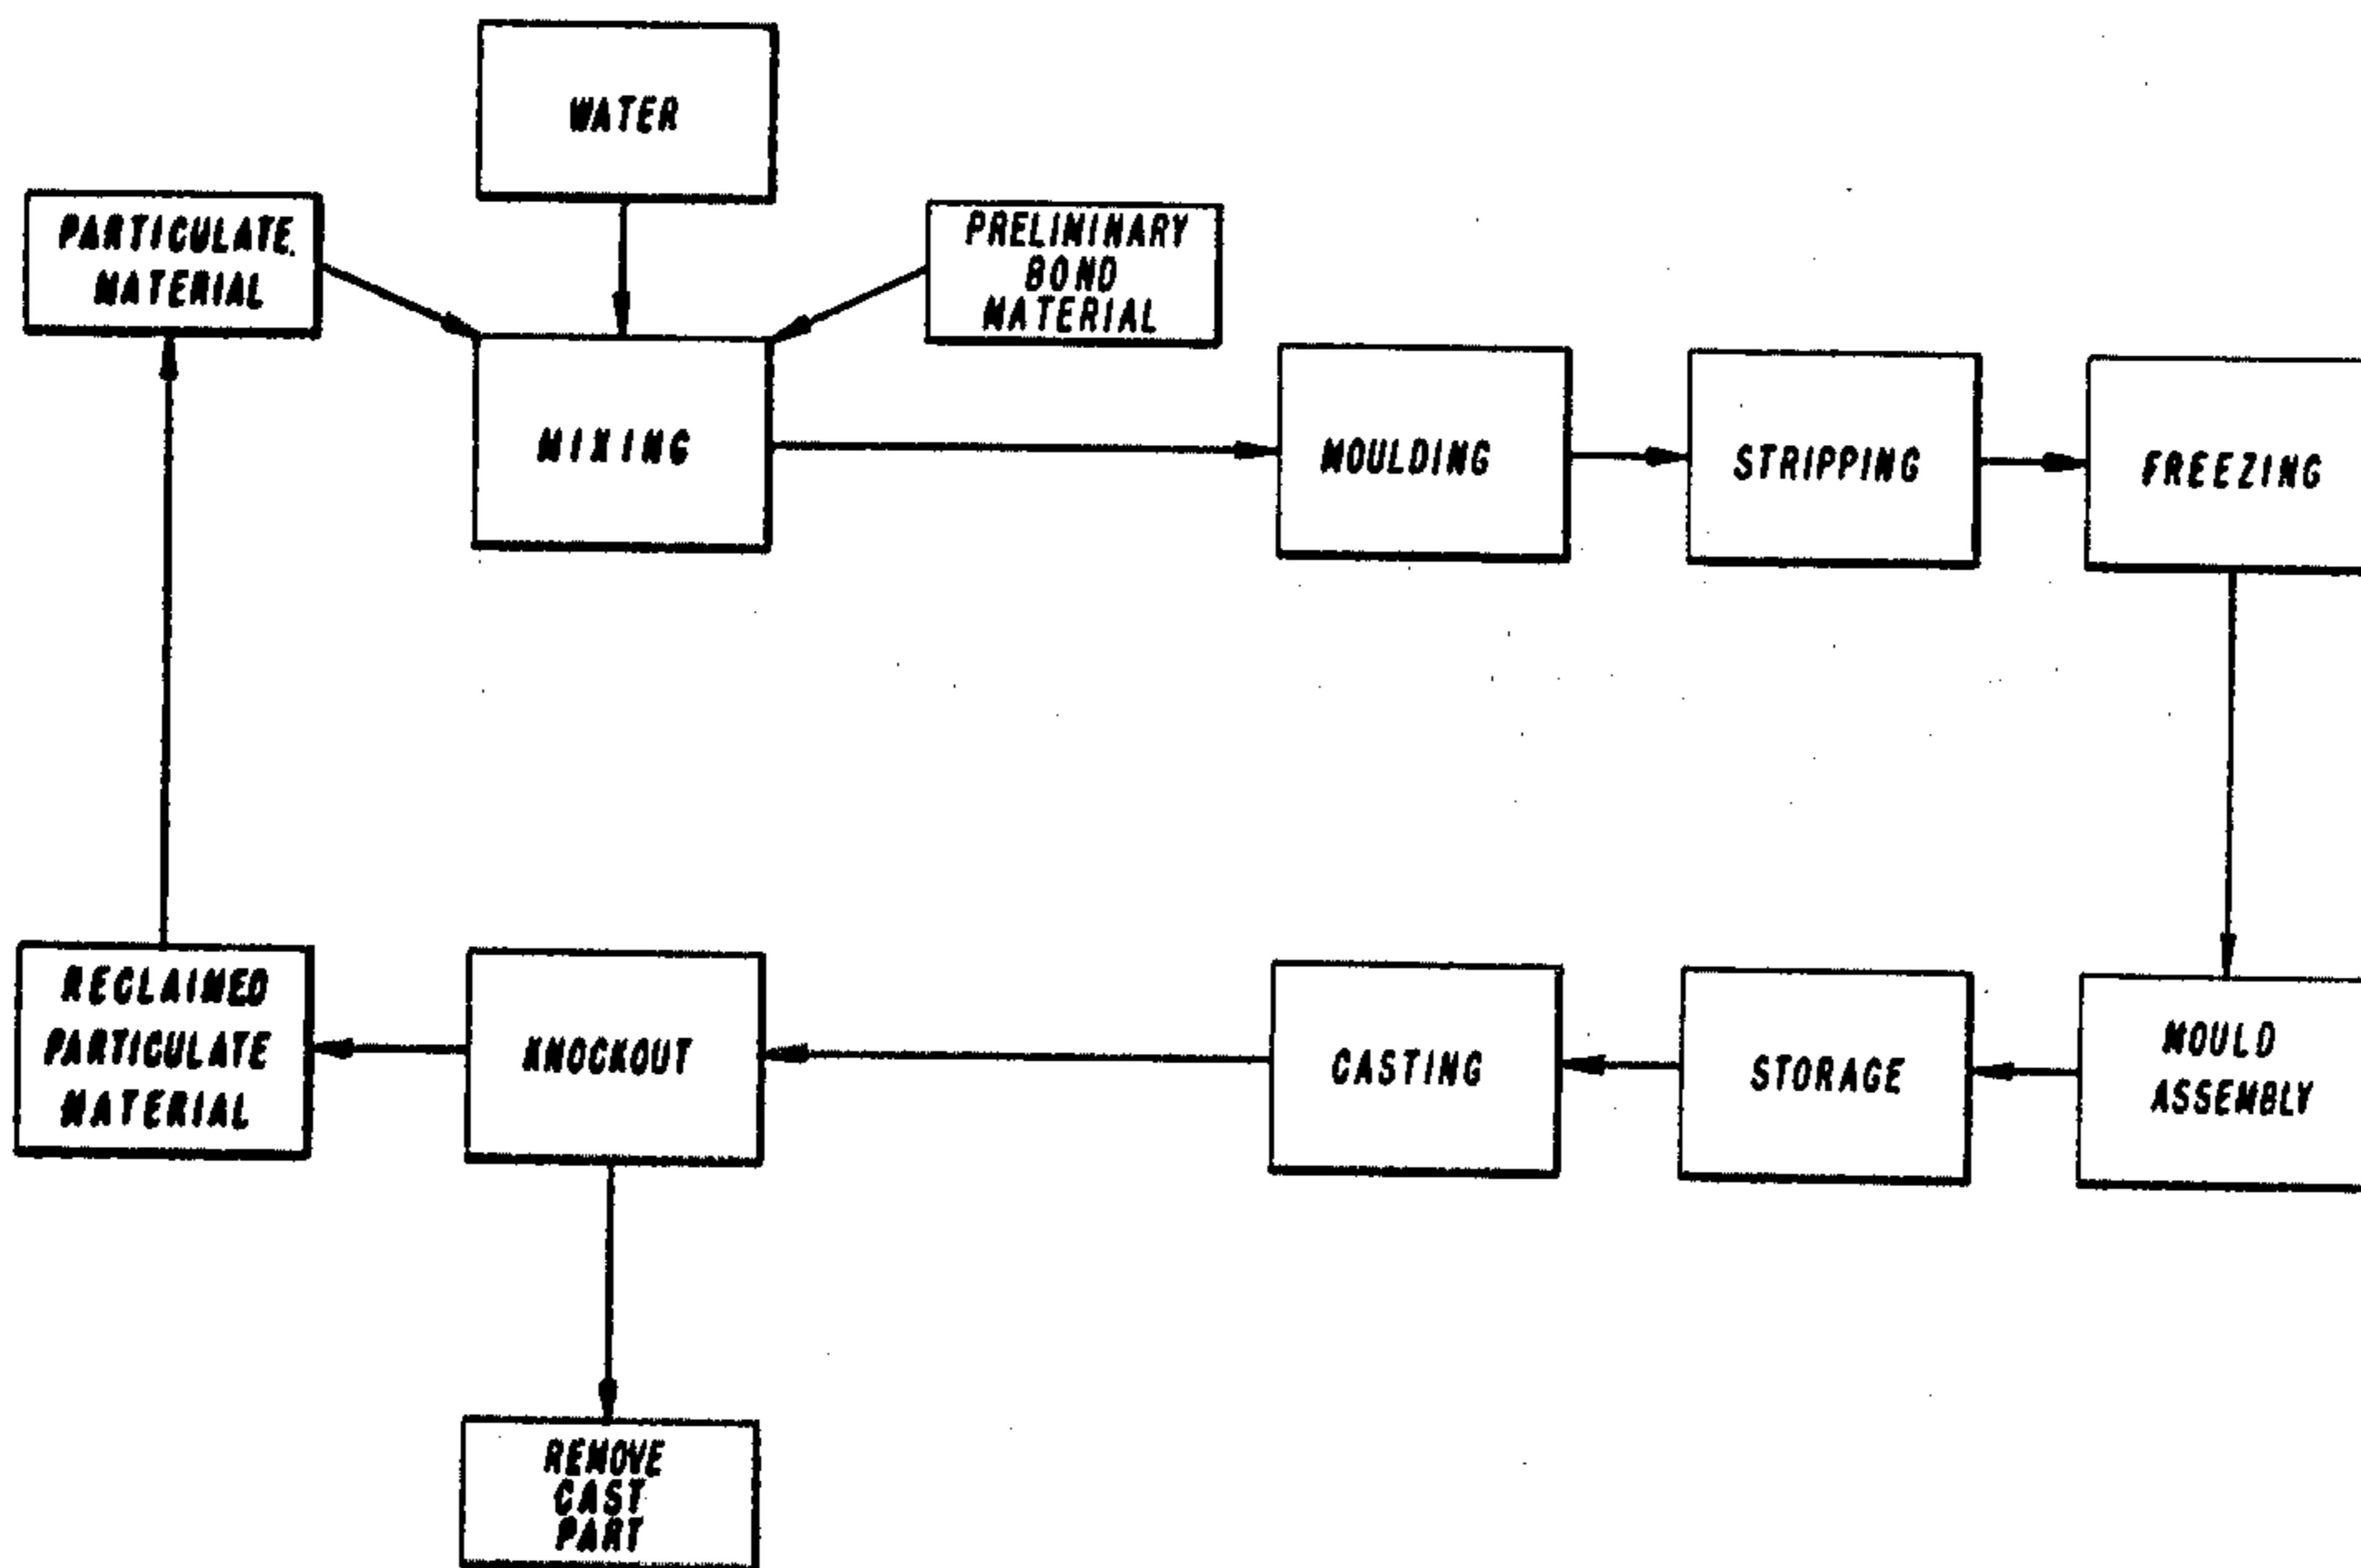 WATER
PARTICULATE
MATERIAL
PRELIMINARY
BOND
MATERIAL
MIXING
MOULDING
STRIPPING
FREEZING
RECLAIMED
PARTICULATE
MATERIAL
KNOCKOUT
CASTING
STORAGE
MOULD
ASSEMBLY
REMOVE
CAST
PART